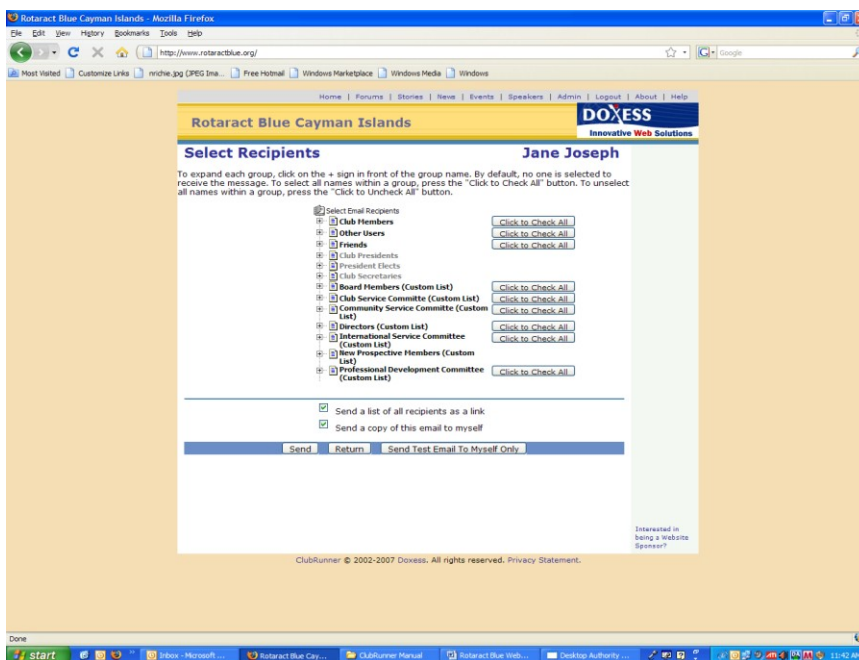 Rotaract Blue Cayman Islands - Mozilla Firefox
File Edit View History Bookmarks Tools Help
http://www.rotaractblue.org/ Google
Most Visited Customize Links nrichie.jpg (JPEG Ima... Free Hotmail Windows Marketplace Windows Media Windows
Home | Forums | Stories | News | Events | Speakers | Admin | Logout | About | Help
Rotaract Blue Cayman Islands
DOXESS
Innovative Web Solutions
Select Recipients Jane Joseph
To expand each group, click on the + sign in front of the group name. By default, no one is selected to
receive the message. To select all names within a group, press the "Click to Check All" button. To unselect
all names within a group, press the "Click to Uncheck All" button.
Select Email Recipients
Club Members Click to Check All
Other Users Click to Check All
Friends Click to Check All
Club Presidents
President Elects
Club Secretaries
Board Members (Custom List) Click to Check All
Club Service Committe (Custom List) Click to Check All
Community Service Committe (Custom Click to Check All
List)
Directors (Custom List) Click to Check All
International Service Committee Click to Check All
(Custom List)
New Prospective Members (Custom
List)
Professional Development Committee Click to Check All
(Custom List)
Send a list of all recipients as a link
Send a copy of this email to myself
Send Return Send Test Email To Myself Only
Interested in
being a Website
Sponsor?
ClubRunner © 2002-2007 Doxess. All rights reserved. Privacy Statement.
Done
start Inbox - Microsoft ... Rotaract Blue Cay... ClubRunner Manual Rotaract Blue Web... Desktop Authority ... 11:42 AM